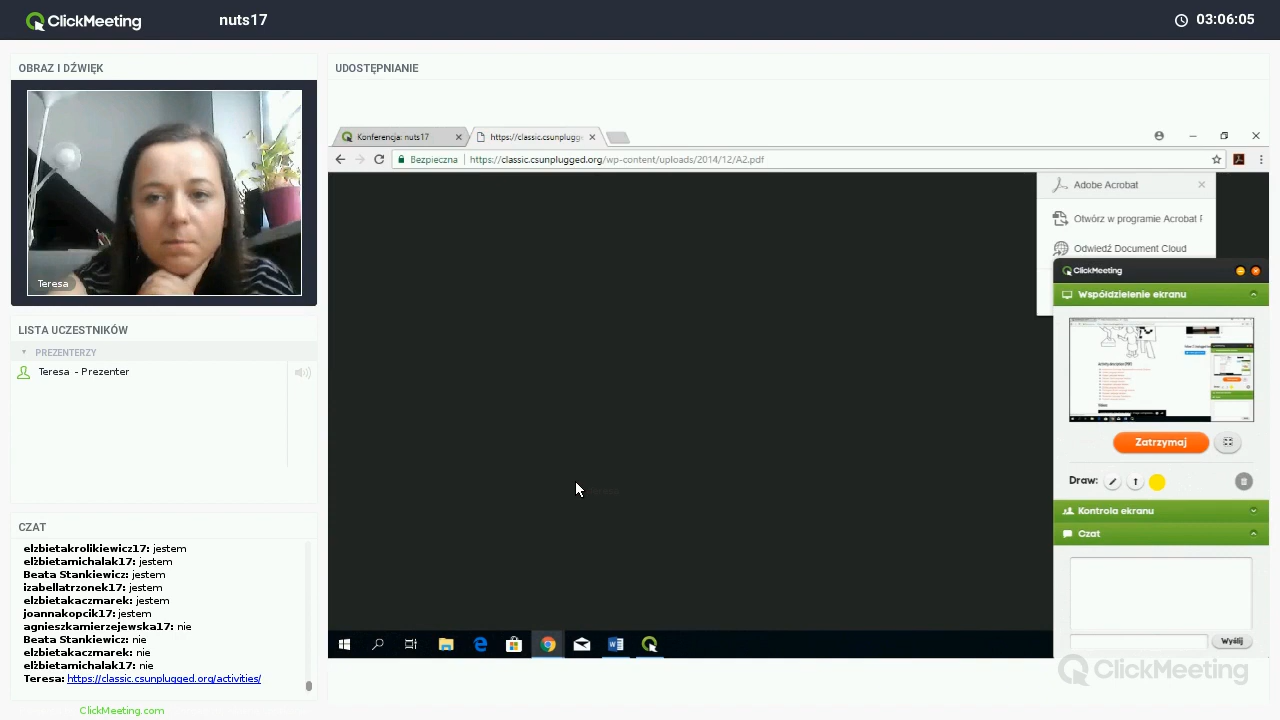 ClickMeeting
nuts17
03:06:05
OBRAZ I DŹWIĘK
Teresa
LISTA UCZESTNIKÓW
PREZENTERZY
Teresa - Prezenter
CZAT
elzbietakrolikiewicz17: jestem
elżbietamichalak17: jestem
Beata Stankiewicz: jestem
izabellatrzonek17: jestem
elzbietakaczmarek: jestem
joannakopcik17: jestem
agnieszkamierzejewska17: nie
Beata Stankiewicz: nie
elzbietakaczmarek: nie
elżbietamichalak17: nie
Teresa: https://classic.csunplugged.org/activities/
ClickMeeting.com
UDOSTĘPNIANIE
Konferencja: nuts17
https://classic.csunplugge
Bezpieczna
https://classic.csunplugged.org/wp-content/uploads/2014/12/A2.pdf
Adobe Acrobat
Otwórz w programie Acrobat
Odwiedź Document Cloud
ClickMeeting
Współdzielenie ekranu
Zatrzymaj
Draw:
Kontrola ekranu
Czat
Wyślij
ClickMeeting